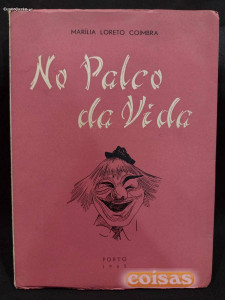 MARÍLIA LORETO COIMBRA
No Palco
da Vida
PORTO
coisas